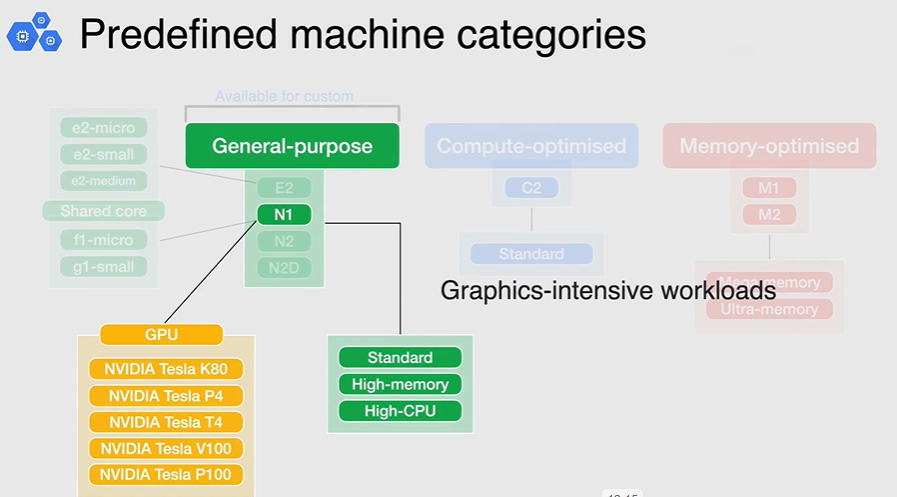 Predefined machine categories
Available for custom
General-purpose
Compute-optimised
Memory-optimised
e2-micro
e2-small
e2-medium
Shared core
f1-micro
g1-small
E2
N1
N2
N2D
C2
Standard
M1
M2
Mega-memory
Ultra-memory
Graphics-intensive workloads
GPU
NVIDIA Tesla K80
NVIDIA Tesla P4
NVIDIA Tesla T4
NVIDIA Tesla V100
NVIDIA Tesla P100
Standard
High-memory
High-CPU